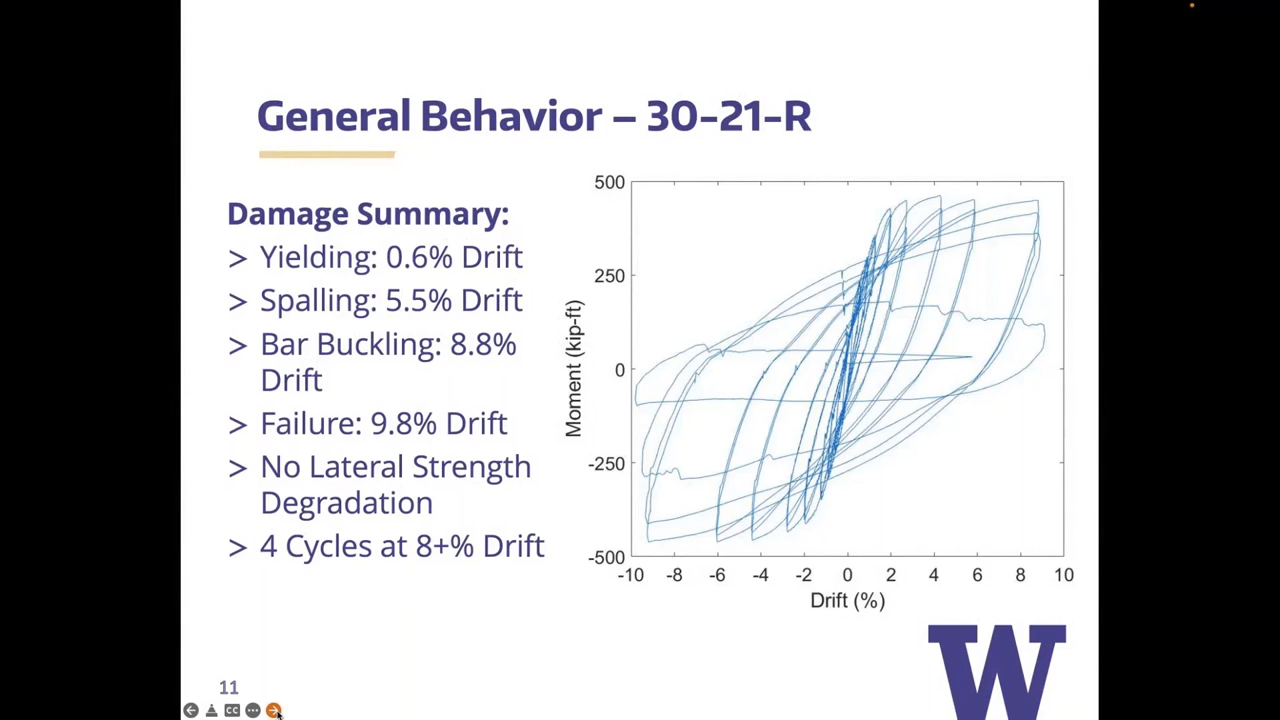 General Behavior – 30-21-R
Damage Summary:
> Yielding: 0.6% Drift
> Spalling: 5.5% Drift
> Bar Buckling: 8.8%
Drift
> Failure: 9.8% Drift
> No Lateral Strength
Degradation
> 4 Cycles at 8+% Drift
500
250
0
-250
-500
Moment (kip-ft)
-10 -8 -6 -4 -2 0 2 4 6 8 10
Drift (%)
W
11
CC